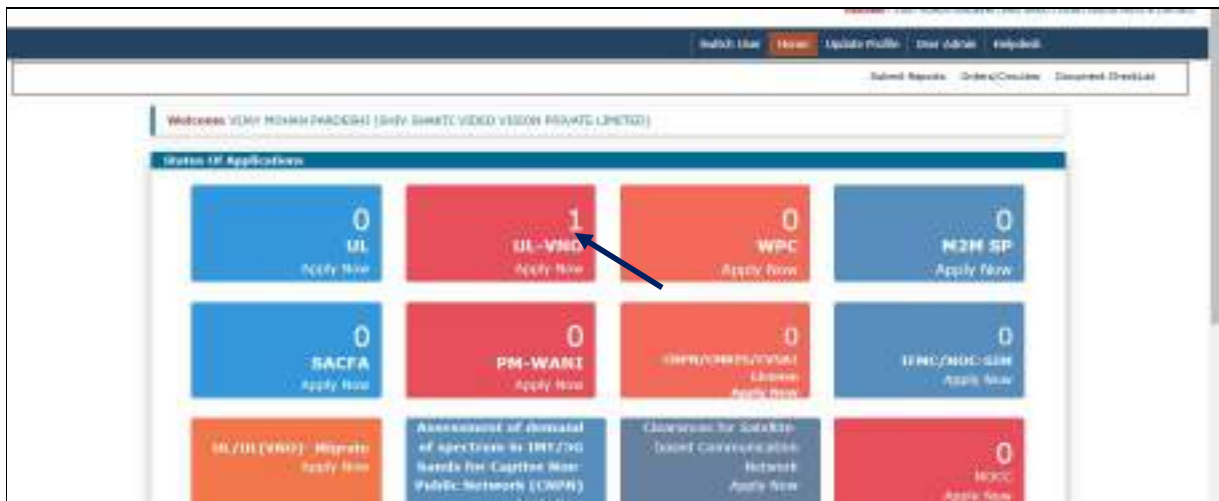 Switch User Home Update Profile User Admin Helpdesk
Submit Reports Orders/Circulars Document CheckList
Welcome VIJAY MOHAN PARDESHI (SHIV SHAKTI VIDEO VISION PRIVATE LIMITED)
Status Of Applications
0
UL
Apply Now
1
UL-VNO
Apply Now
0
WPC
Apply Now
0
M2M SP
Apply Now
0
SACFA
Apply Now
0
PM-WANI
Apply Now
0
License
Apply Now
0
Apply Now
UL/UL(VNO)- Migrate
Apply Now
Assessment of demand
of spectrum in IMT/5G
bands for Captive Non-
Public Network (CNPN)
Clearances for Satellite
based Communication
Network
Apply Now
0
NOCC
Apply Now